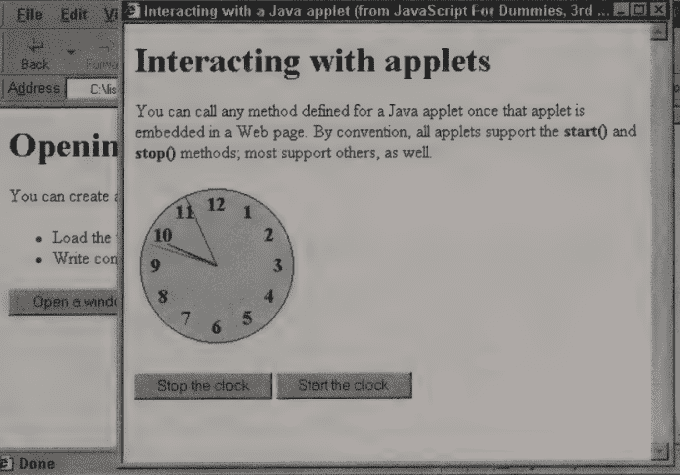 Interacting with a Java applet (from JavaScript For Dummies, 3rd ...
File Edit
Back
Address
Interacting with applets
You can call any method defined for a Java applet once that applet is
embedded in a Web page. By convention, all applets support the start() and
stop() methods; most support others, as well.
12
11 1
10 2
9 3
8 4
7 5
6
Stop the clock Start the clock
Openin
You can create
Load the
Write con
Open a wind
Done